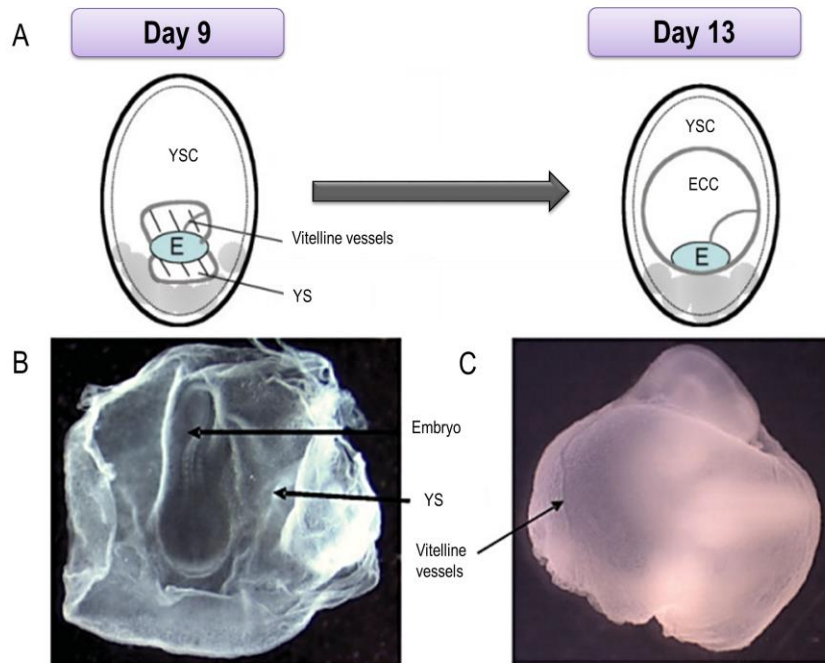 A
Day 9
Day 13
YSC
YSC
ECC
Vitelline vessels
E
E
YS
B
C
Embryo
YS
Vitelline
vessels